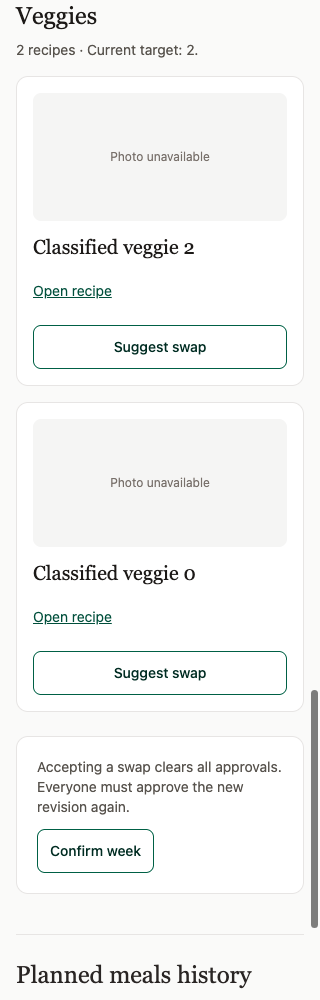 Veggies
2 recipes · Current target: 2.
Photo unavailable
Classified veggie 2
Open recipe
Suggest swap
Photo unavailable
Classified veggie 0
Open recipe
Suggest swap
Accepting a swap clears all approvals.
Everyone must approve the new
revision again.
Confirm week
Planned meals history